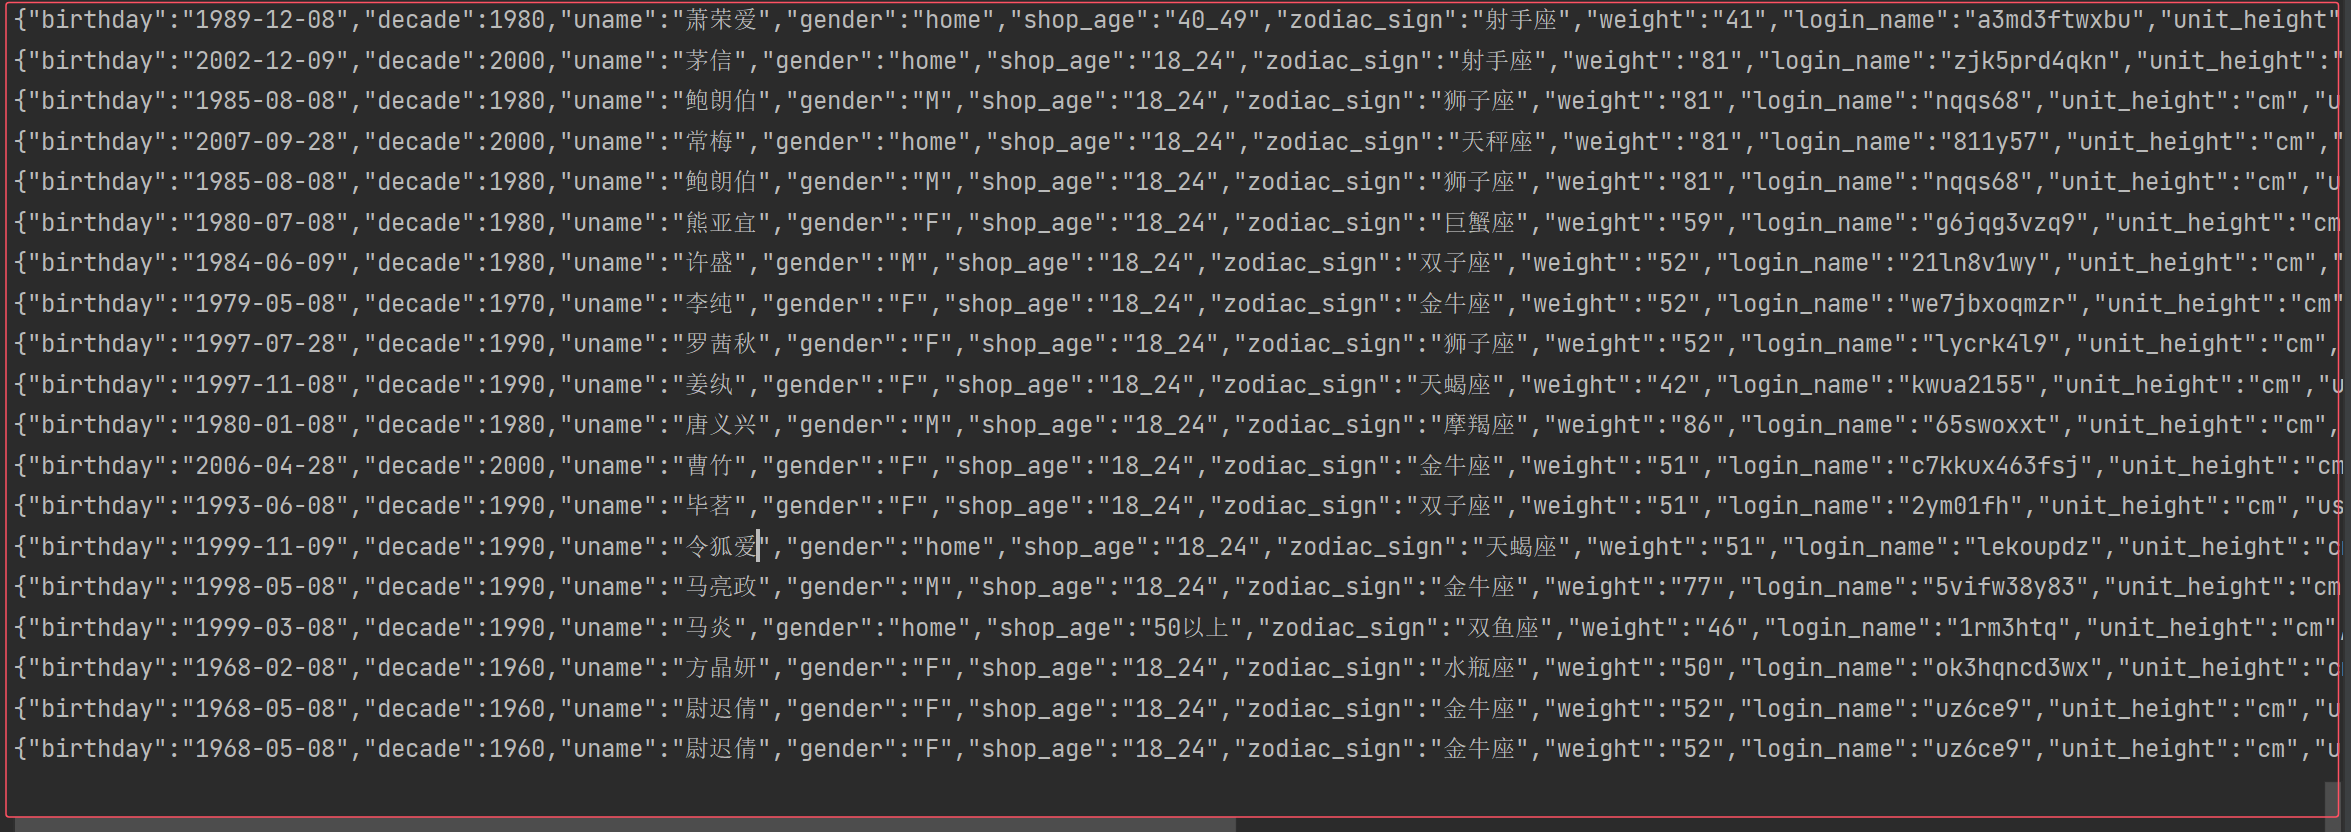 {"birthday":"1989-12-08","decade":1980,"uname":"萧荣爱","gender":"home","shop_age":"40_49","zodiac_sign":"射手座","weight":"41","login_name":"a3md3ftwxbu","unit_height"
{"birthday":"2002-12-09","decade":2000,"uname":"茅信","gender":"home","shop_age":"18_24","zodiac_sign":"射手座","weight":"81","login_name":"zjk5prd4qkn","unit_height":"
{"birthday":"1985-08-08","decade":1980,"uname":"鲍朗伯","gender":"M","shop_age":"18_24","zodiac_sign":"狮子座","weight":"81","login_name":"nqqs68","unit_height":"cm","u
{"birthday":"2007-09-28","decade":2000,"uname":"常梅","gender":"home","shop_age":"18_24","zodiac_sign":"天秤座","weight":"81","login_name":"811y57","unit_height":"cm","
{"birthday":"1985-08-08","decade":1980,"uname":"鲍朗伯","gender":"M","shop_age":"18_24","zodiac_sign":"狮子座","weight":"81","login_name":"nqqs68","unit_height":"cm","u
{"birthday":"1980-07-08","decade":1980,"uname":"熊亚宜","gender":"F","shop_age":"18_24","zodiac_sign":"巨蟹座","weight":"59","login_name":"g6jqg3vzq9","unit_height":"cm
{"birthday":"1984-06-09","decade":1980,"uname":"许盛","gender":"M","shop_age":"18_24","zodiac_sign":"双子座","weight":"52","login_name":"21ln8v1wy","unit_height":"cm","
{"birthday":"1979-05-08","decade":1970,"uname":"李纯","gender":"F","shop_age":"18_24","zodiac_sign":"金牛座","weight":"52","login_name":"we7jbxoqmzr","unit_height":"cm"
{"birthday":"1997-07-28","decade":1990,"uname":"罗茜秋","gender":"F","shop_age":"18_24","zodiac_sign":"狮子座","weight":"52","login_name":"lycrk4l9","unit_height":"cm",
{"birthday":"1997-11-08","decade":1990,"uname":"姜纨","gender":"F","shop_age":"18_24","zodiac_sign":"天蝎座","weight":"42","login_name":"kwua2155","unit_height":"cm","u
{"birthday":"1980-01-08","decade":1980,"uname":"唐义兴","gender":"M","shop_age":"18_24","zodiac_sign":"摩羯座","weight":"86","login_name":"65swoxxt","unit_height":"cm",
{"birthday":"2006-04-28","decade":2000,"uname":"曹竹","gender":"F","shop_age":"18_24","zodiac_sign":"金牛座","weight":"51","login_name":"c7kkux463fsj","unit_height":"cm
{"birthday":"1993-06-08","decade":1990,"uname":"毕茗","gender":"F","shop_age":"18_24","zodiac_sign":"双子座","weight":"51","login_name":"2ym01fh","unit_height":"cm","us
{"birthday":"1999-11-09","decade":1990,"uname":"令狐爱","gender":"home","shop_age":"18_24","zodiac_sign":"天蝎座","weight":"51","login_name":"lekoupdz","unit_height":"c
{"birthday":"1998-05-08","decade":1990,"uname":"马亮政","gender":"M","shop_age":"18_24","zodiac_sign":"金牛座","weight":"77","login_name":"5vifw38y83","unit_height":"cm
{"birthday":"1999-03-08","decade":1990,"uname":"马炎","gender":"home","shop_age":"50以上","zodiac_sign":"双鱼座","weight":"46","login_name":"1rm3htq","unit_height":"cm",
{"birthday":"1968-02-08","decade":1960,"uname":"方晶妍","gender":"F","shop_age":"18_24","zodiac_sign":"水瓶座","weight":"50","login_name":"ok3hqncd3wx","unit_height":"c
{"birthday":"1968-05-08","decade":1960,"uname":"尉迟倩","gender":"F","shop_age":"18_24","zodiac_sign":"金牛座","weight":"52","login_name":"uz6ce9","unit_height":"cm","u
{"birthday":"1968-05-08","decade":1960,"uname":"尉迟倩","gender":"F","shop_age":"18_24","zodiac_sign":"金牛座","weight":"52","login_name":"uz6ce9","unit_height":"cm","u